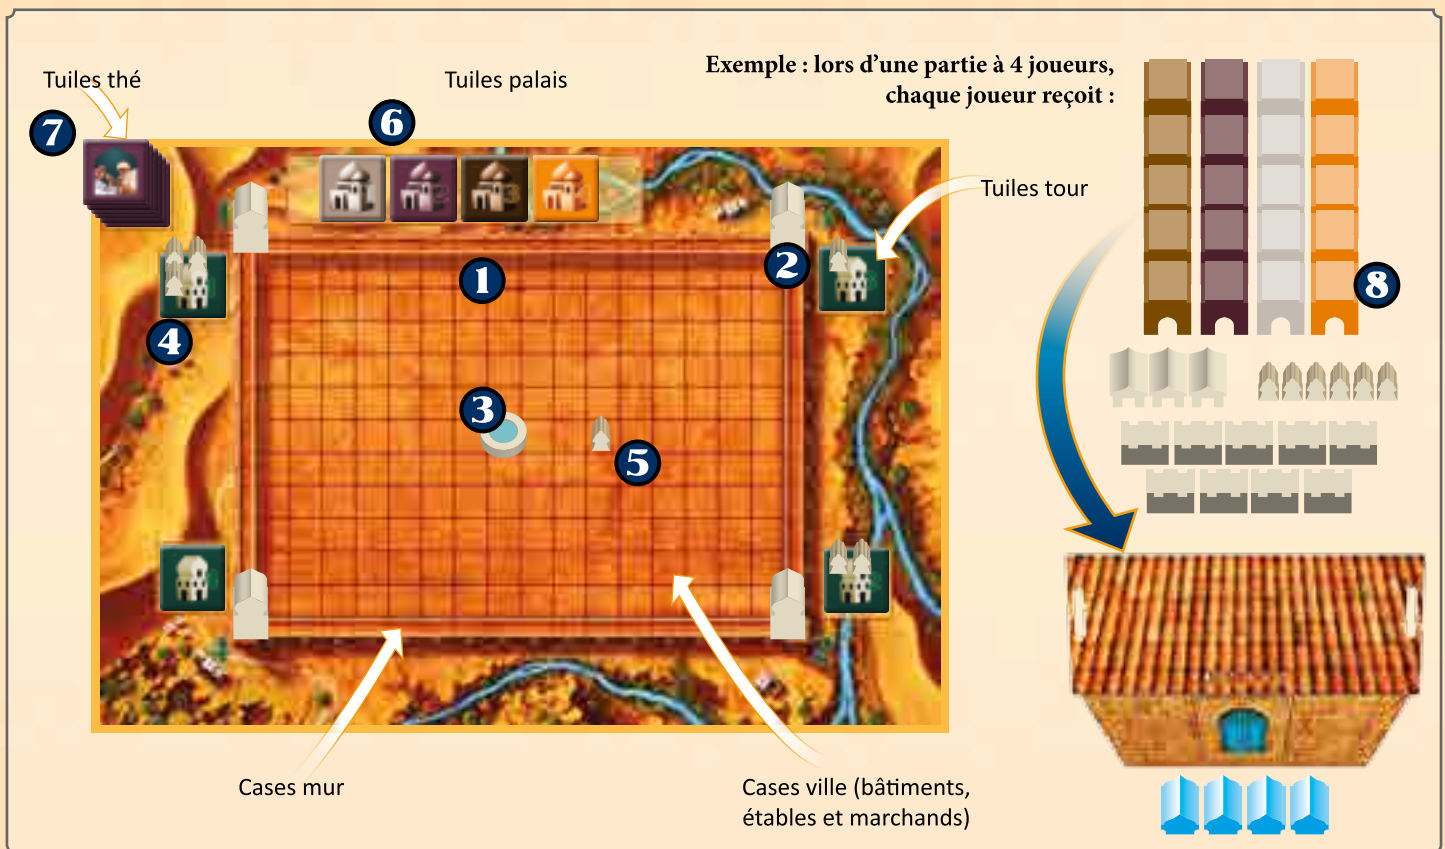 Tuiles thé
Tuiles palais
Exemple : lors d’une partie à 4 joueurs,
chaque joueur reçoit :
7
6
Tuiles tour
1
2
8
4
3
5
Cases mur
Cases ville (bâtiments,
étables et marchands)